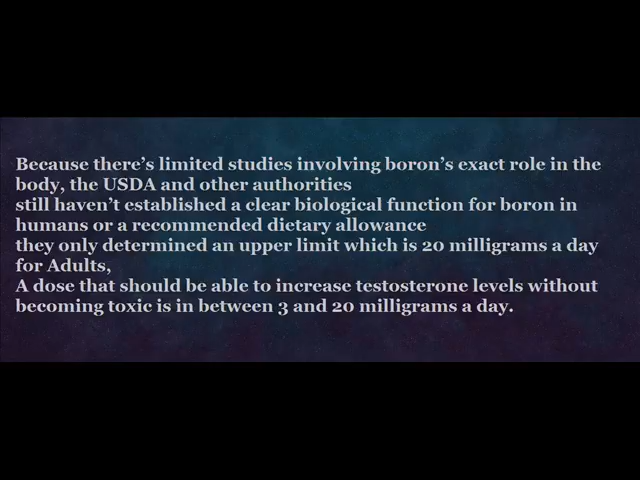 Because there's limited studies involving boron's exact role in the
body, the USDA and other authorities
still haven't established a clear biological function for boron in
humans or a recommended dietary allowance
they only determined an upper limit which is 20 milligrams a day
for Adults,
A dose that should be able to increase testosterone levels without
becoming toxic is in between 3 and 20 milligrams a day.